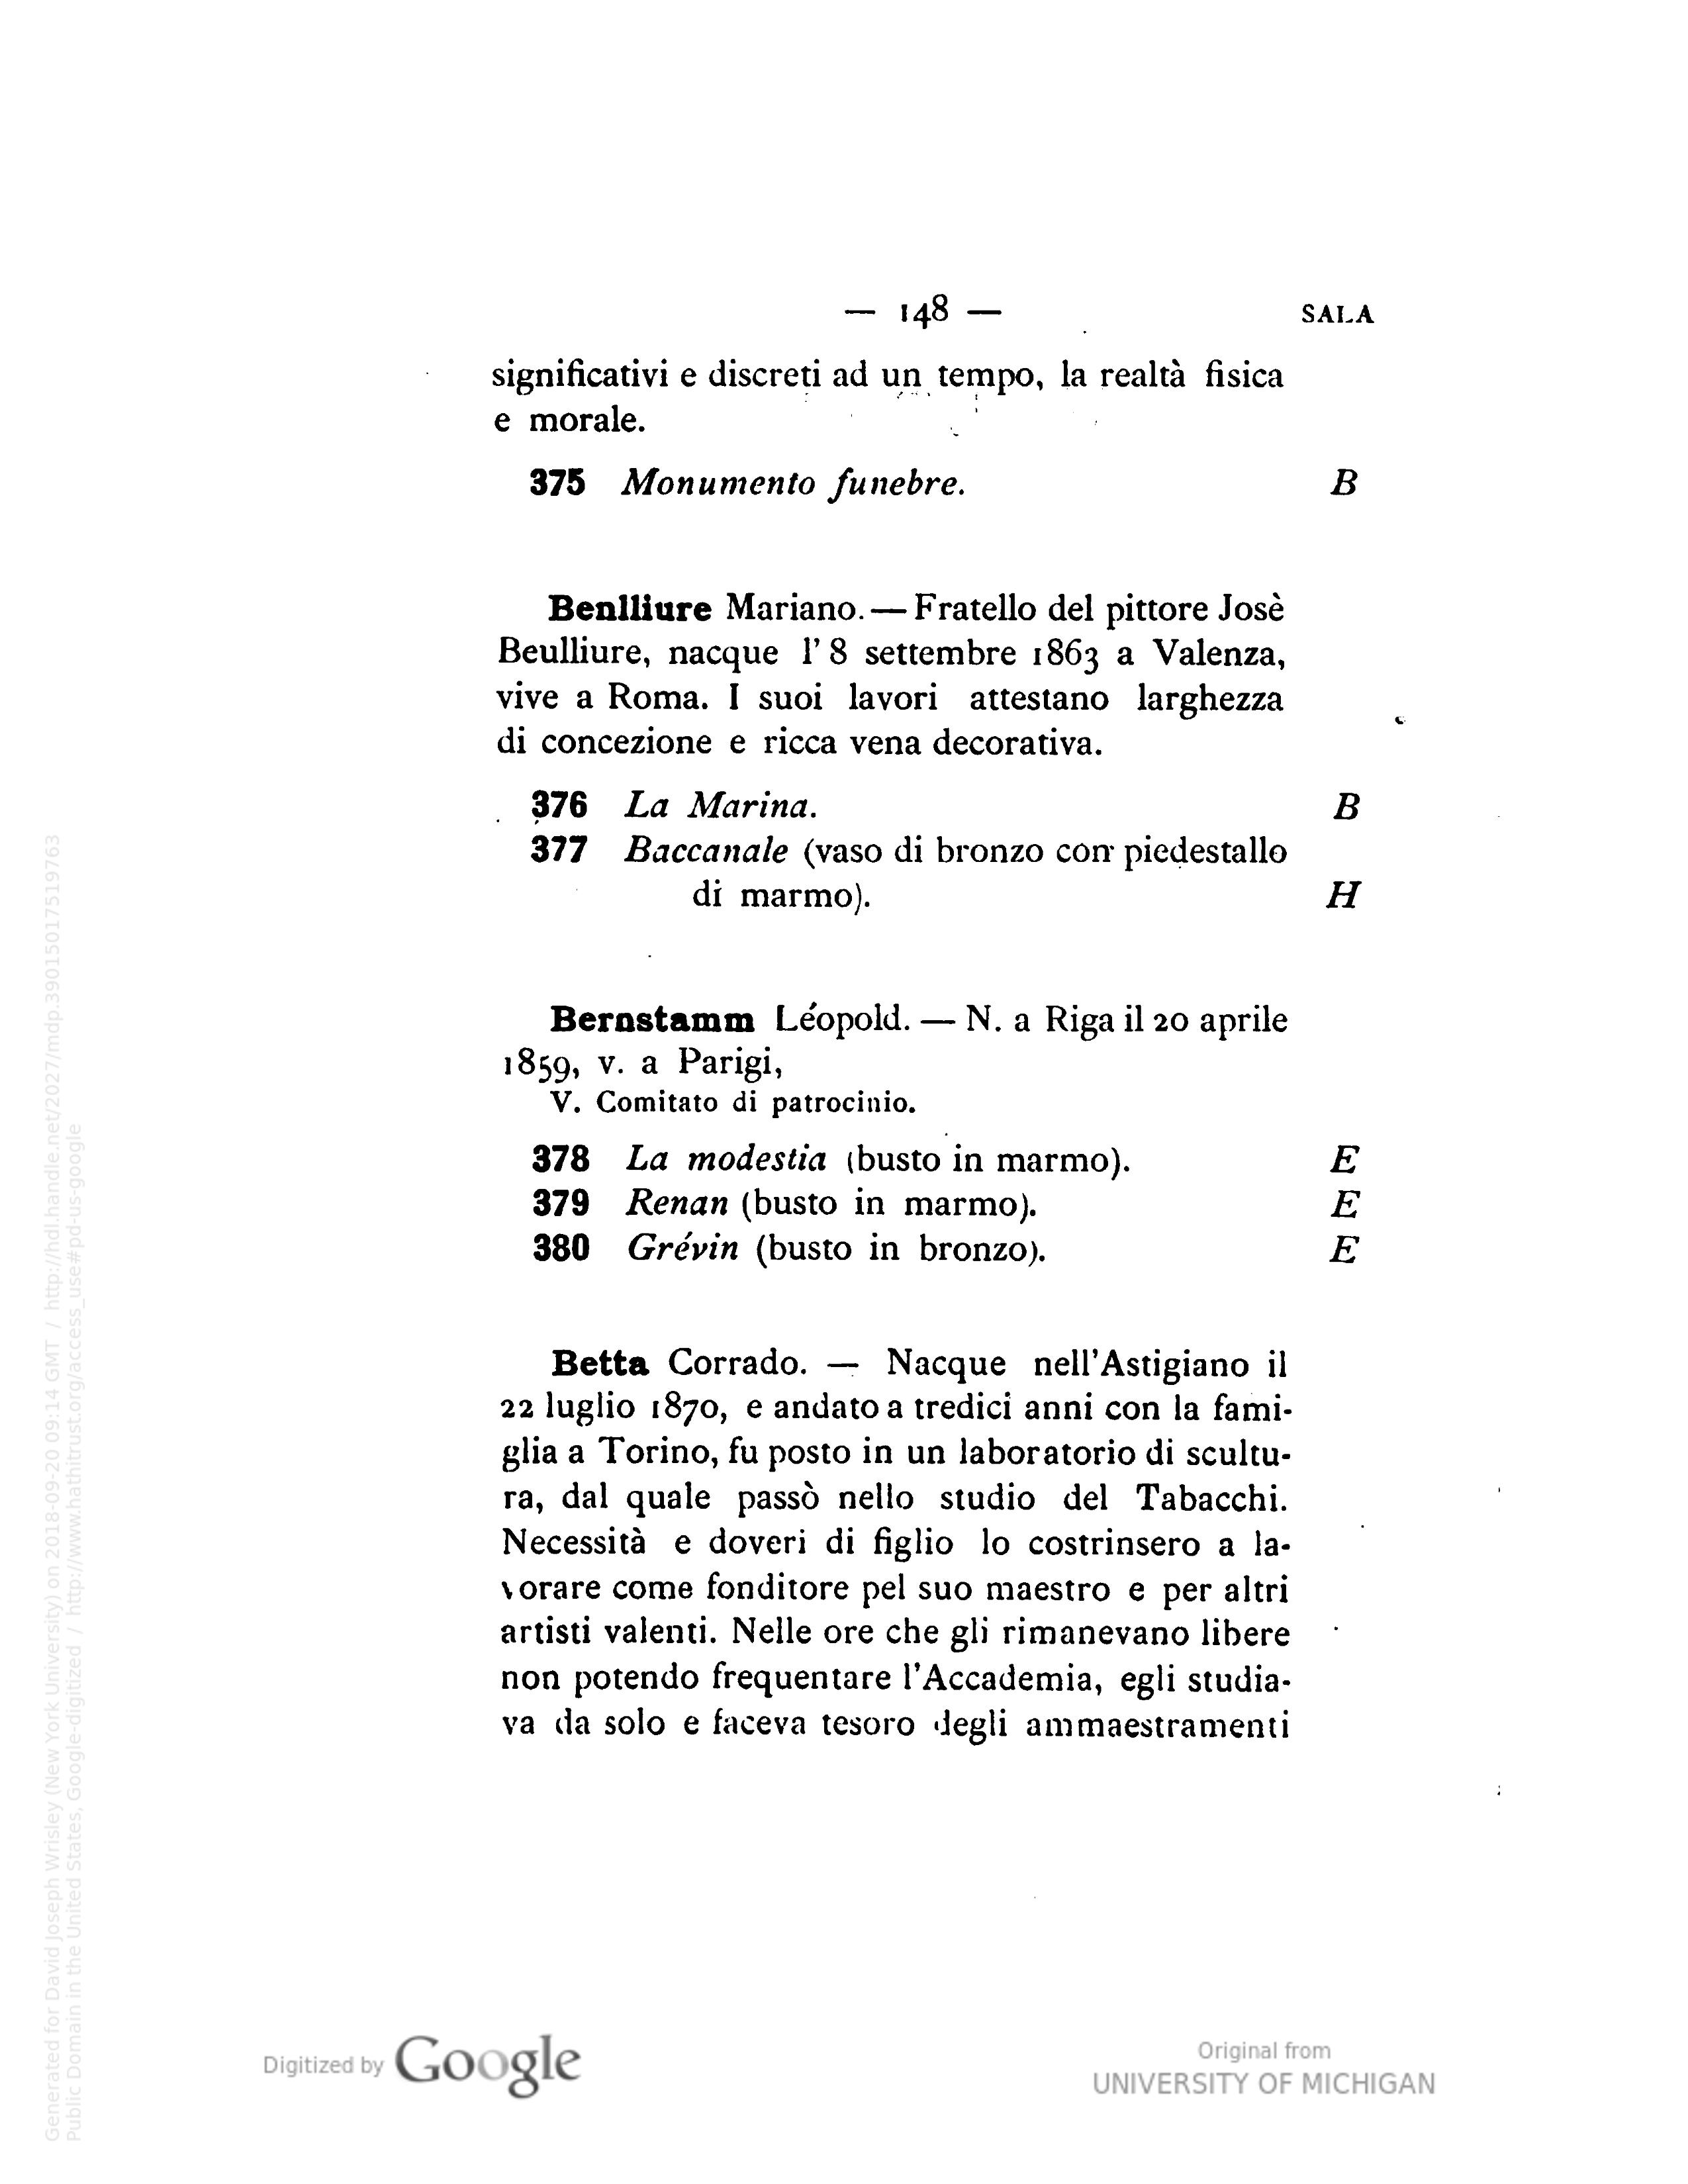 — 148 — SALA
significativi e discreti ad un tempo, la realtà fisica
e morale.
375 Monumento funebre. B
Benlliure Mariano. — Fratello del pittore Josè
Beulliure, nacque l' 8 settembre 1863 a Valenza,
vive a Roma. I suoi lavori attestano larghezza
di concezione e ricca vena decorativa.
376 La Marina. B
377 Baccanale (vaso di bronzo con piedestallo
di marmo). H
Bernstamm Léopold. — N. a Riga il 20 aprile
1859, v. a Parigi,
V. Comitato di patrocinio.
378 La modestia (busto in marmo). E
379 Renan (busto in marmo). E
380 Grévin (busto in bronzo). E
Betta Corrado. — Nacque nell'Astigiano il
22 luglio 1870, e andato a tredici anni con la fami-
glia a Torino, fu posto in un laboratorio di scultu-
ra, dal quale passò nello studio del Tabacchi.
Necessità e doveri di figlio lo costrinsero a la-
vorare come fonditore pel suo maestro e per altri
artisti valenti. Nelle ore che gli rimanevano libere
non potendo frequentare l'Accademia, egli studia-
va da solo e faceva tesoro degli ammaestramenti
Generated for David Joseph Wrisley (New York University) on 2018-09-20 09:14 GMT / http://hdl.handle.net/2027/mdp.39015017519763
Public Domain in the United States, Google-digitized / http://www.hathitrust.org/access_use#pd-us-google
Digitized by Google
Original from
UNIVERSITY OF MICHIGAN